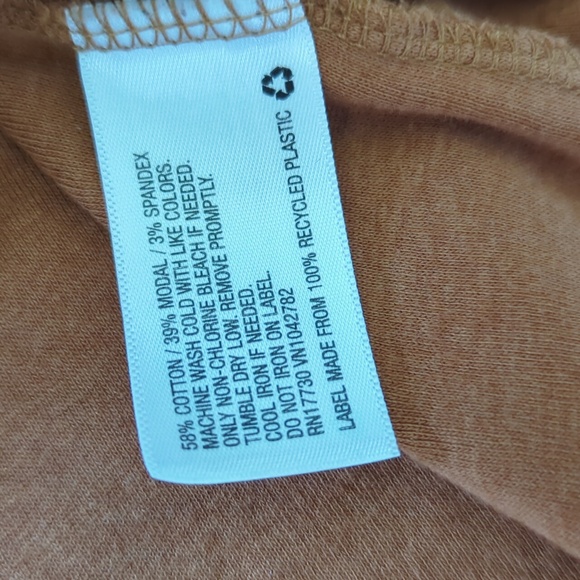 58% COTTON / 39% MODAL / 3% SPANDEX
MACHINE WASH COLD WITH LIKE COLORS.
ONLY NON-CHLORINE BLEACH IF NEEDED.
TUMBLE DRY LOW. REMOVE PROMPTLY.
COOL IRON IF NEEDED.
DO NOT IRON ON LABEL.
RN17730 VN1042782
LABEL MADE FROM 100% RECYCLED PLASTIC